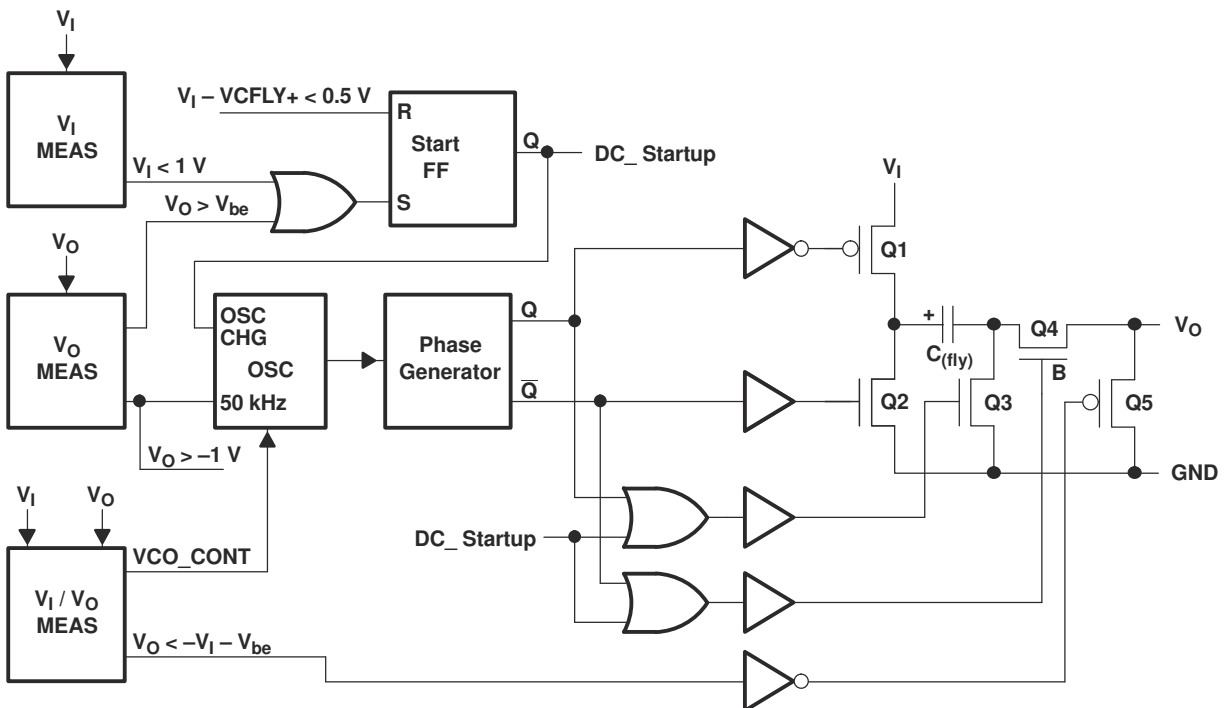 V_I
V_I
MEAS
V_I – VCFLY+ < 0.5 V
R
Start
FF
S
Q
DC_ Startup
V_I < 1 V
V_O > V_be
V_O
V_O
MEAS
OSC
CHG
OSC
50 kHz
V_O > –1 V
Phase
Generator
Q
Q̅
V_I
Q1
+
C_(fly)
Q4
B
V_O
Q2
Q3
Q5
GND
V_I
V_O
V_I / V_O
MEAS
VCO_CONT
V_O < –V_I – V_be
DC_ Startup